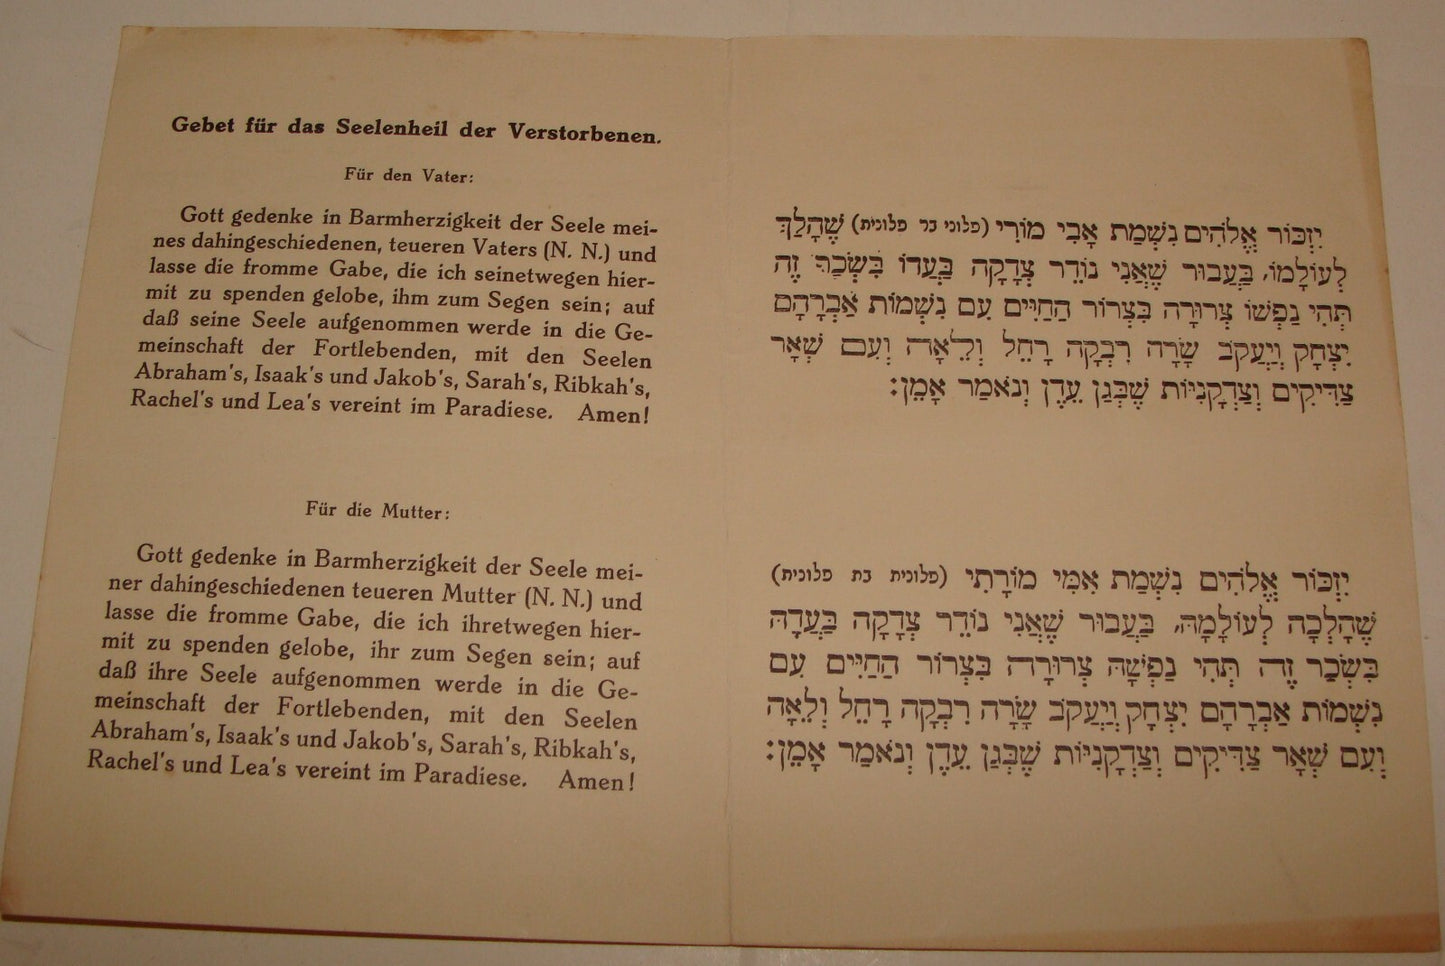 Gebet für das Seelenheil der Verstorbenen.
Für den Vater:
Gott gedenke in Barmherzigkeit der Seele mei-
nes dahingeschiedenen, teueren Vaters (N. N.) und
lasse die fromme Gabe, die ich seinetwegen hier-
mit zu spenden gelobe, ihm zum Segen sein; auf
daß seine Seele aufgenommen werde in die Ge-
meinschaft der Fortlebenden, mit den Seelen
Abraham's, Isaak's und Jakob's, Sarah's, Ribkah's,
Rachel's und Lea's vereint im Paradiese. Amen!
Für die Mutter:
Gott gedenke in Barmherzigkeit der Seele mei-
ner dahingeschiedenen teueren Mutter (N. N.) und
lasse die fromme Gabe, die ich ihretwegen hier-
mit zu spenden gelobe, ihr zum Segen sein; auf
daß ihre Seele aufgenommen werde in die Ge-
meinschaft der Fortlebenden, mit den Seelen
Abraham's, Isaak's und Jakob's, Sarah's, Ribkah's,
Rachel's und Lea's vereint im Paradiese. Amen!
יִזְכּוֹר אֱלֹהִים נִשְׁמַת אָבִי מוֹרִי (פלוני בר פלונית) שֶׁהָלַךְ
לְעוֹלָמוֹ, בַּעֲבוּר שֶׁאֲנִי נוֹדֵר צְדָקָה בַּעֲדוֹ בִּשְׂכַר זֶה
תְּהִי נַפְשׁוֹ צְרוּרָה בִּצְרוֹר הַחַיִּים עִם נִשְׁמוֹת אַבְרָהָם
יִצְחָק וְיַעֲקֹב שָׂרָה רִבְקָה רָחֵל וְלֵאָה וְעִם שְׁאָר
צַדִּיקִים וְצַדְקָנִיּוֹת שֶׁבְּגַן עֵדֶן וְנֹאמַר אָמֵן:
יִזְכּוֹר אֱלֹהִים נִשְׁמַת אִמִּי מוֹרָתִי (פלונית בת פלונית)
שֶׁהָלְכָה לְעוֹלָמָהּ, בַּעֲבוּר שֶׁאֲנִי נוֹדֵר צְדָקָה בַּעֲדָהּ
בִּשְׂכַר זֶה תְּהִי נַפְשָׁהּ צְרוּרָה בִּצְרוֹר הַחַיִּים עִם
נִשְׁמוֹת אַבְרָהָם יִצְחָק וְיַעֲקֹב שָׂרָה רִבְקָה רָחֵל וְלֵאָה
וְעִם שְׁאָר צַדִּיקִים וְצַדְקָנִיּוֹת שֶׁבְּגַן עֵדֶן וְנֹאמַר אָמֵן: